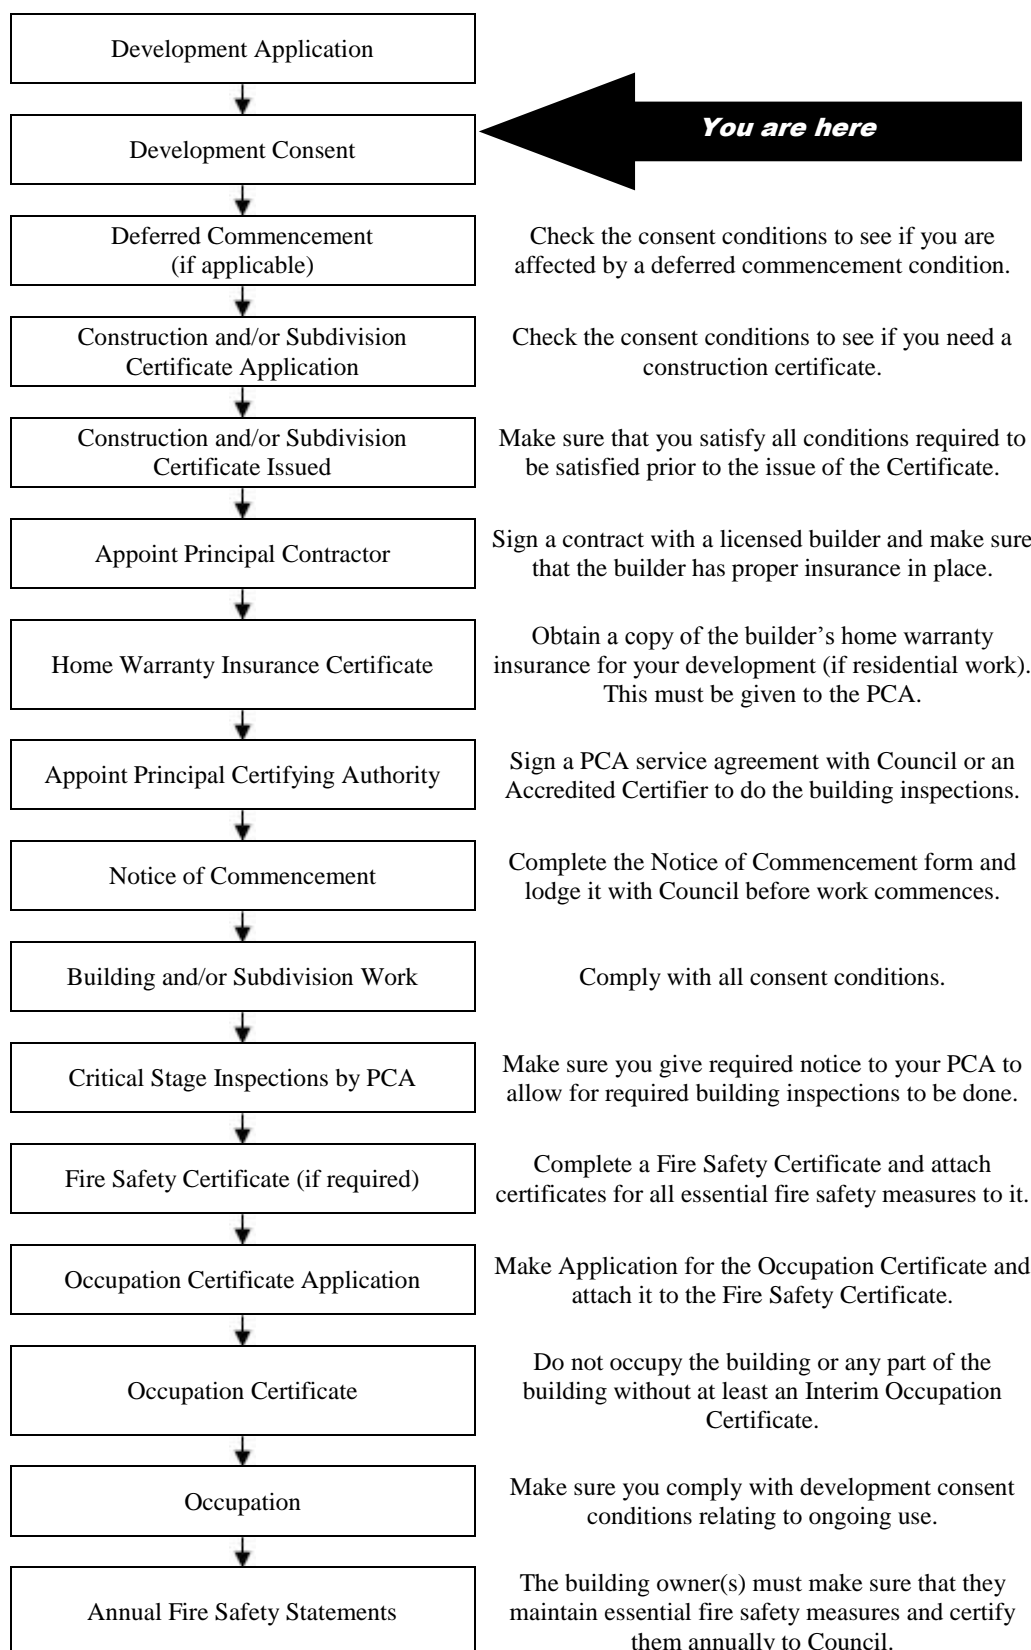 Development Application
Development Consent
You are here
Deferred Commencement
(if applicable)
Check the consent conditions to see if you are
affected by a deferred commencement condition.
Construction and/or Subdivision
Certificate Application
Check the consent conditions to see if you need a
construction certificate.
Construction and/or Subdivision
Certificate Issued
Make sure that you satisfy all conditions required to
be satisfied prior to the issue of the Certificate.
Appoint Principal Contractor
Sign a contract with a licensed builder and make sure
that the builder has proper insurance in place.
Home Warranty Insurance Certificate
Obtain a copy of the builder’s home warranty
insurance for your development (if residential work).
This must be given to the PCA.
Appoint Principal Certifying Authority
Sign a PCA service agreement with Council or an
Accredited Certifier to do the building inspections.
Notice of Commencement
Complete the Notice of Commencement form and
lodge it with Council before work commences.
Building and/or Subdivision Work
Comply with all consent conditions.
Critical Stage Inspections by PCA
Make sure you give required notice to your PCA to
allow for required building inspections to be done.
Fire Safety Certificate (if required)
Complete a Fire Safety Certificate and attach
certificates for all essential fire safety measures to it.
Occupation Certificate Application
Make Application for the Occupation Certificate and
attach it to the Fire Safety Certificate.
Occupation Certificate
Do not occupy the building or any part of the
building without at least an Interim Occupation
Certificate.
Occupation
Make sure you comply with development consent
conditions relating to ongoing use.
Annual Fire Safety Statements
The building owner(s) must make sure that they
maintain essential fire safety measures and certify
them annually to Council.